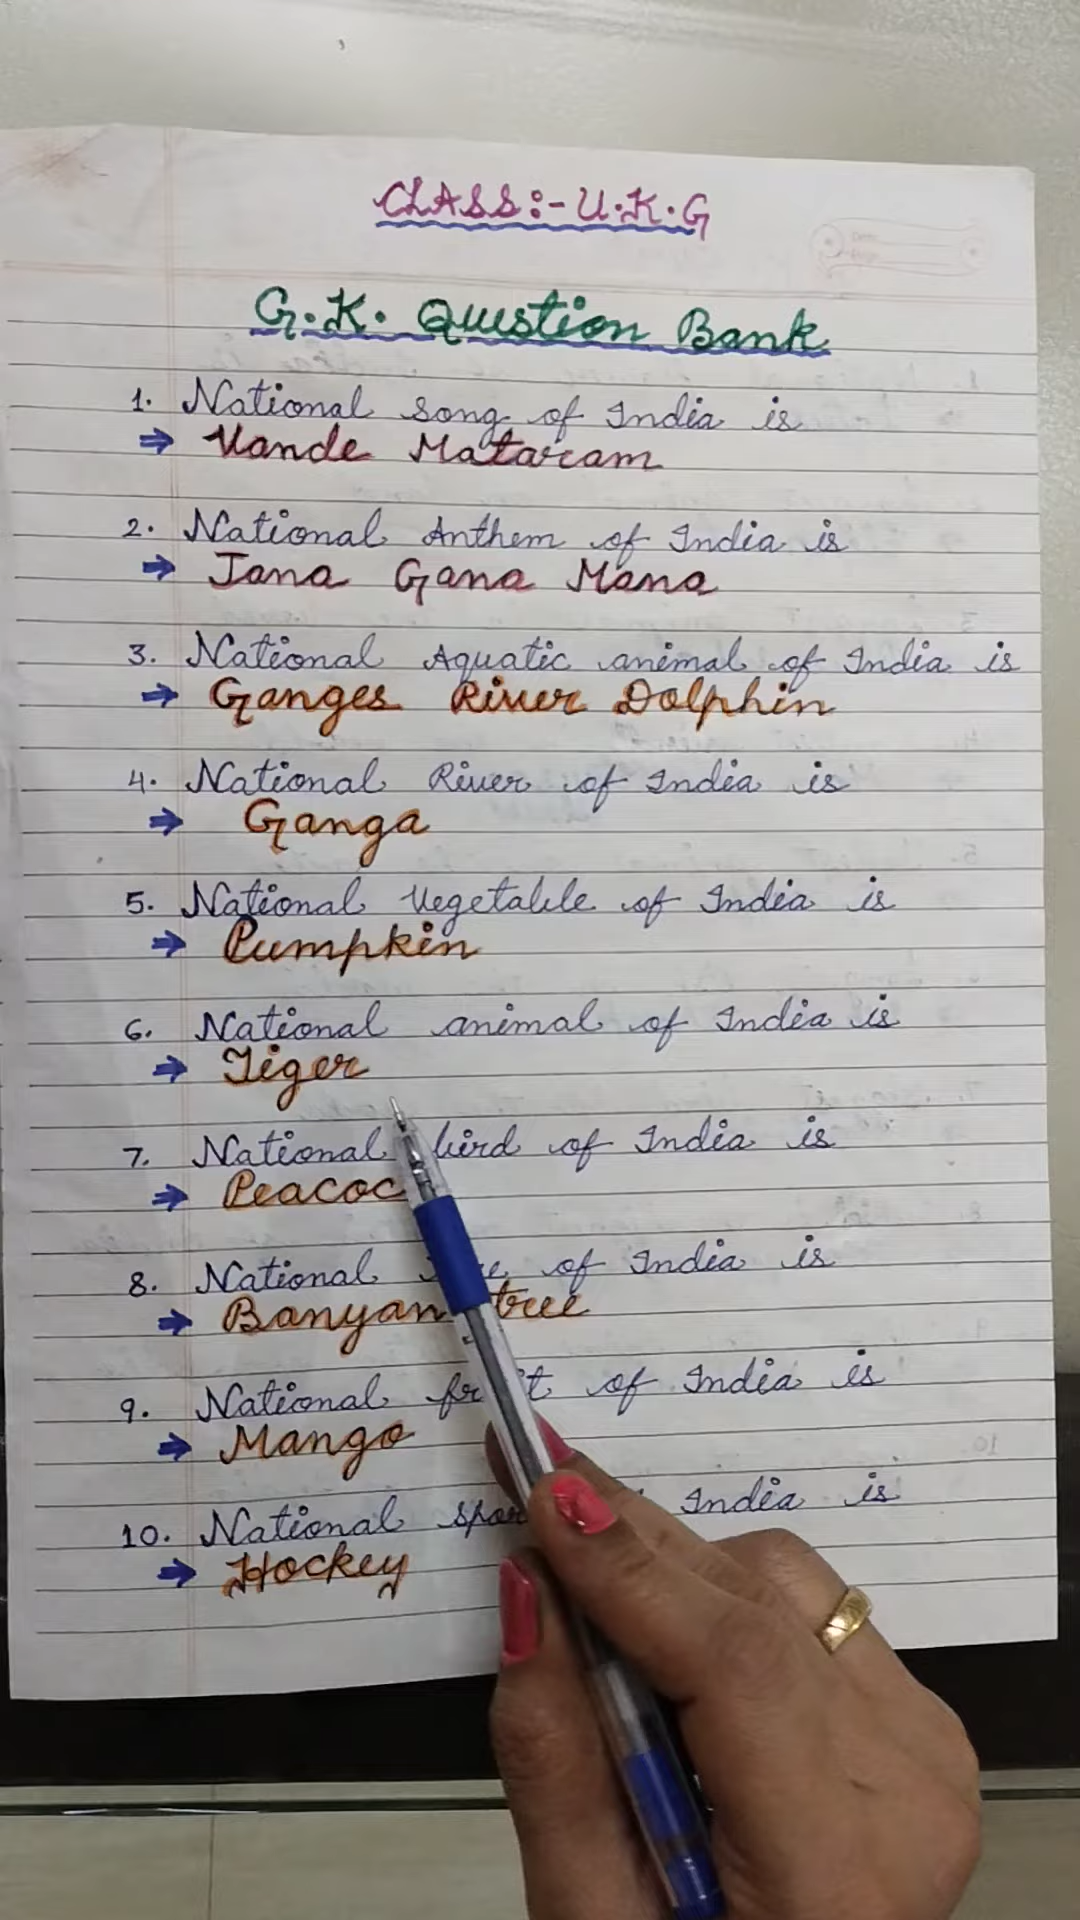 CLASS:- U.K.G
G.K. Question Bank
1. National song of India is
⇒ Vande Mataram
2. National Anthem of India is
⇒ Jana Gana Mana
3. National Aquatic animal of India is
⇒ Ganges River Dolphin
4. National River of India is
⇒ Ganga
5. National Vegetable of India is
⇒ Pumpkin
6. National animal of India is
⇒ Tiger
7. National bird of India is
⇒ Peacoc
8. National of India is
⇒ Banyan tree
9. National fruit of India is
⇒ Mango
10. National India is
⇒ Hockey